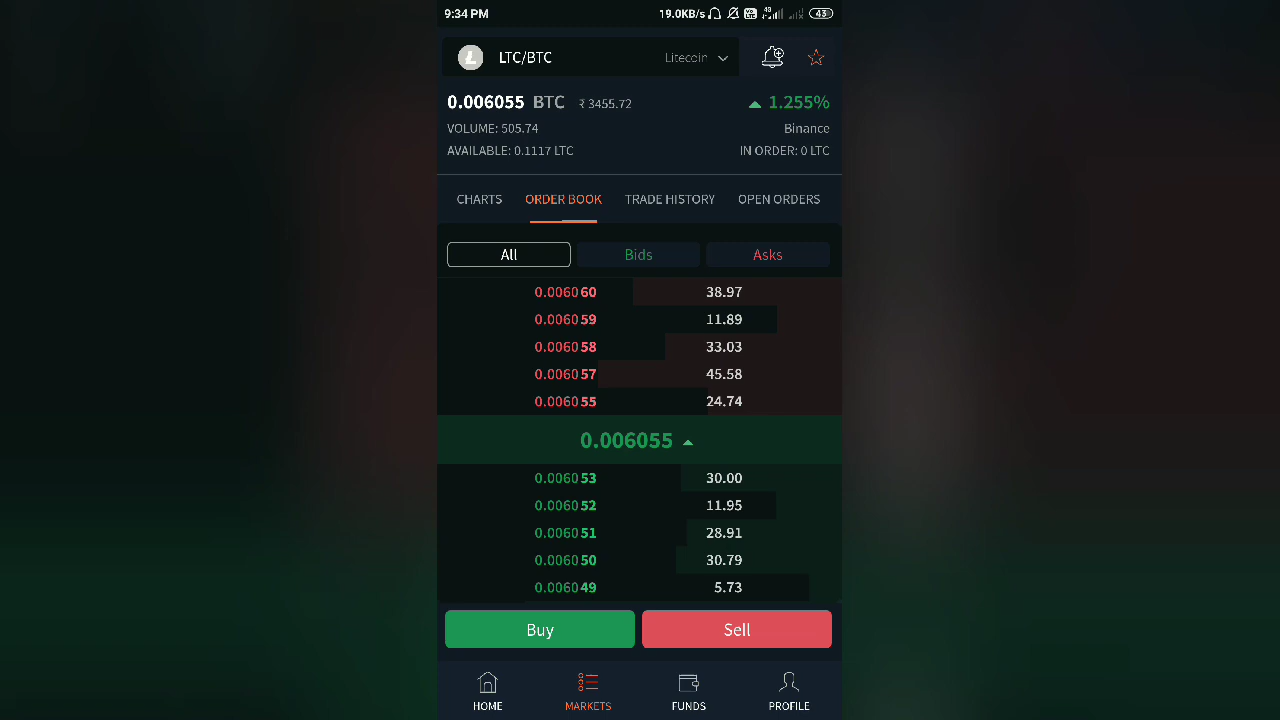 9:34 PM 19.0KB/s 4G 43
LTC/BTC Litecoin
0.006055 BTC ₹ 3455.72 1.255%
VOLUME: 505.74 Binance
AVAILABLE: 0.1117 LTC IN ORDER: 0 LTC
CHARTS ORDER BOOK TRADE HISTORY OPEN ORDERS
All Bids Asks
0.006060 38.97
0.006059 11.89
0.006058 33.03
0.006057 45.58
0.006055 24.74
0.006055
0.006053 30.00
0.006052 11.95
0.006051 28.91
0.006050 30.79
0.006049 5.73
Buy Sell
HOME MARKETS FUNDS PROFILE